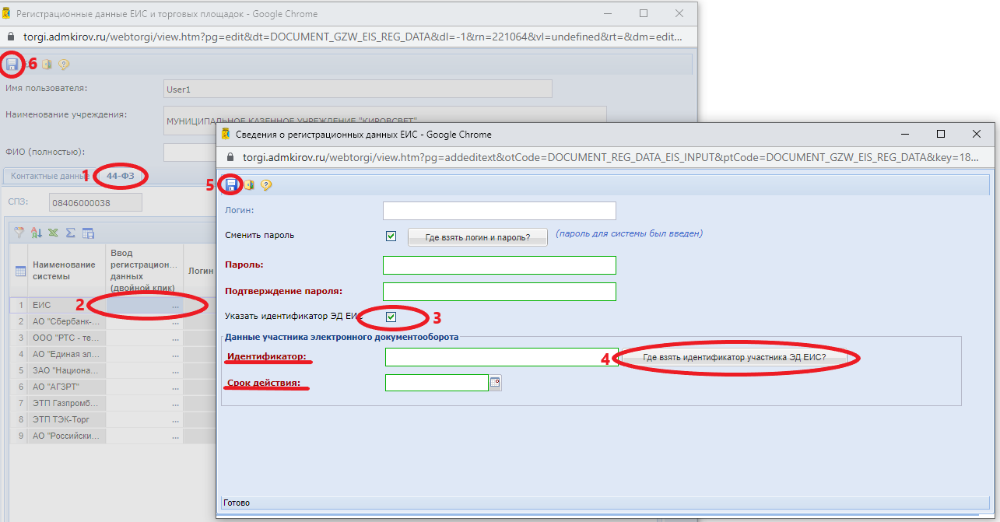 Регистрационные данные ЕИС и торговых площадок - Google Chrome
torgi.admkirov.ru/webtorgi/view.htm?pg=edit&dt=DOCUMENT_GZW_EIS_REG_DATA&dl=-1&rn=221064&vl=undefined&rt=&dm=edit...
6
Имя пользователя:
User1
Наименование учреждения:
МУНИЦИПАЛЬНОЕ КАЗЕННОЕ УЧРЕЖДЕНИЕ "КИРОВСВЕТ"
ФИО (полностью):
1
Контактные данные
44-ФЗ
СПЗ:
08406000038
Наименование системы
Ввод регистрацион... данных (двойной клик)
Логин
1 ЕИС ...
2
2 АО "Сбербанк-... ...
3 ООО "РТС - те... ...
4 АО "Единая эл... ...
5 ЗАО "Национа... ...
6 АО "АГЗРТ" ...
7 ЭТП Газпромб... ...
8 ЭТП ТЭК-Торг ...
9 АО "Российски... ...
Сведения о регистрационных данных ЕИС - Google Chrome
torgi.admkirov.ru/webtorgi/view.htm?pg=addeditext&otCode=DOCUMENT_REG_DATA_EIS_INPUT&ptCode=DOCUMENT_GZW_EIS_REG_DATA&key=18...
5
Логин:
Сменить пароль
Где взять логин и пароль?
(пароль для системы был введен)
Пароль:
Подтверждение пароля:
Указать идентификатор ЭД ЕИС
3
Данные участника электронного документооборота
Идентификатор:
4
Где взять идентификатор участника ЭД ЕИС?
Срок действия:
Готово